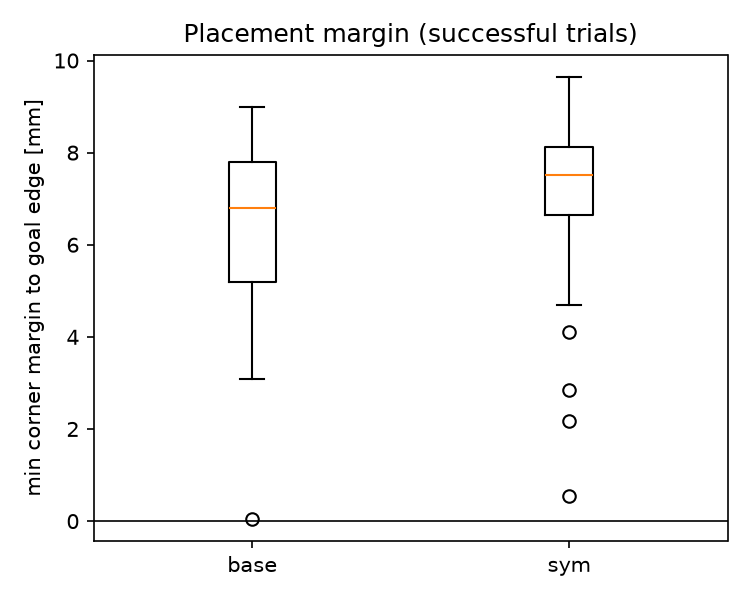 Placement margin (successful trials)
min corner margin to goal edge [mm]
10
8
6
4
2
0
base
sym